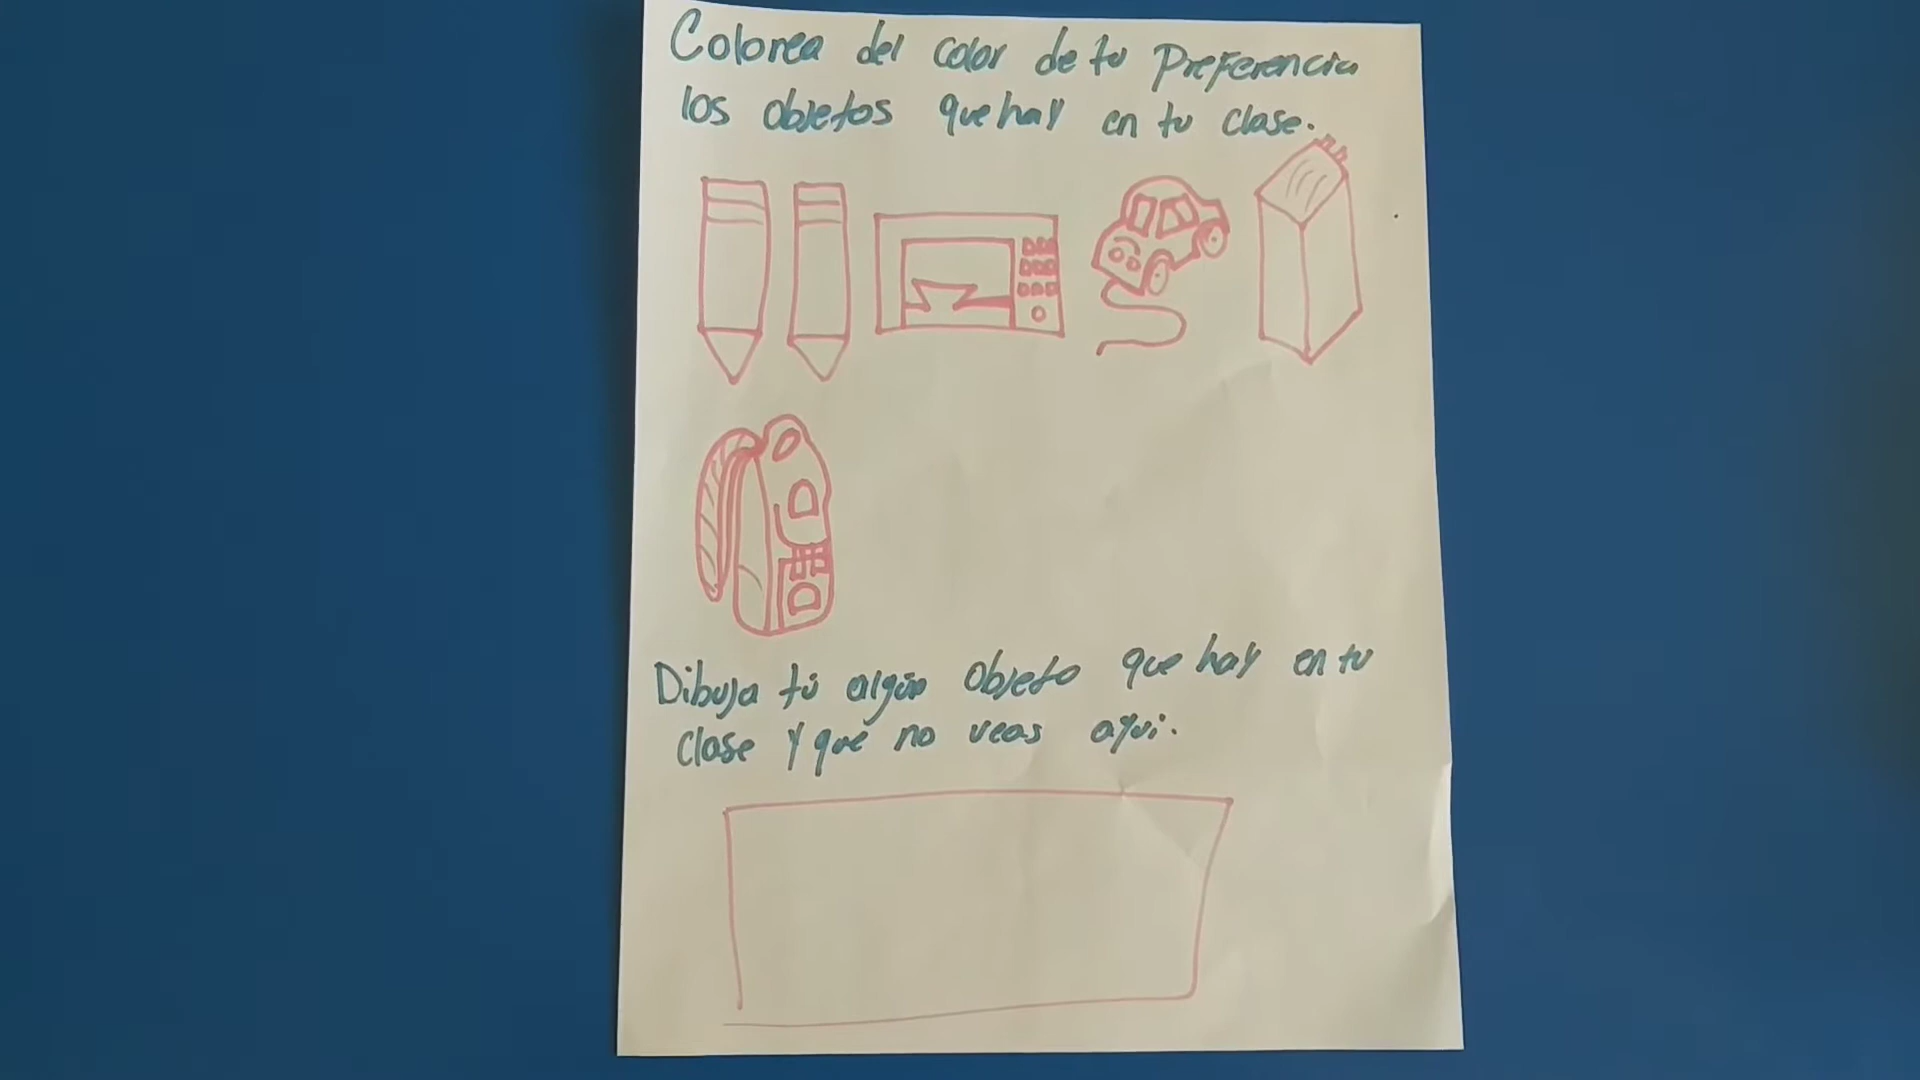 Colorea del color de tu Preferencia
los objetos que hay en tu clase.
Dibuja tú algún objeto que hay en tu
clase y que no veas aqui.